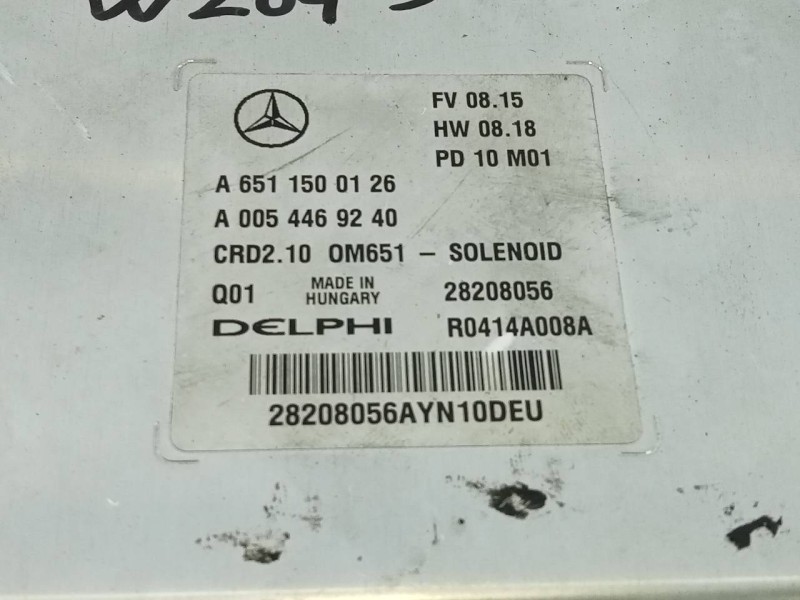 FV 08.15
HW 08.18
PD 10 M01
A 651 150 01 26
A 005 446 92 40
CRD2.10 OM651 – SOLENOID
Q01 MADE IN HUNGARY 28208056
DELPHI R0414A008A
28208056AYN10DEU